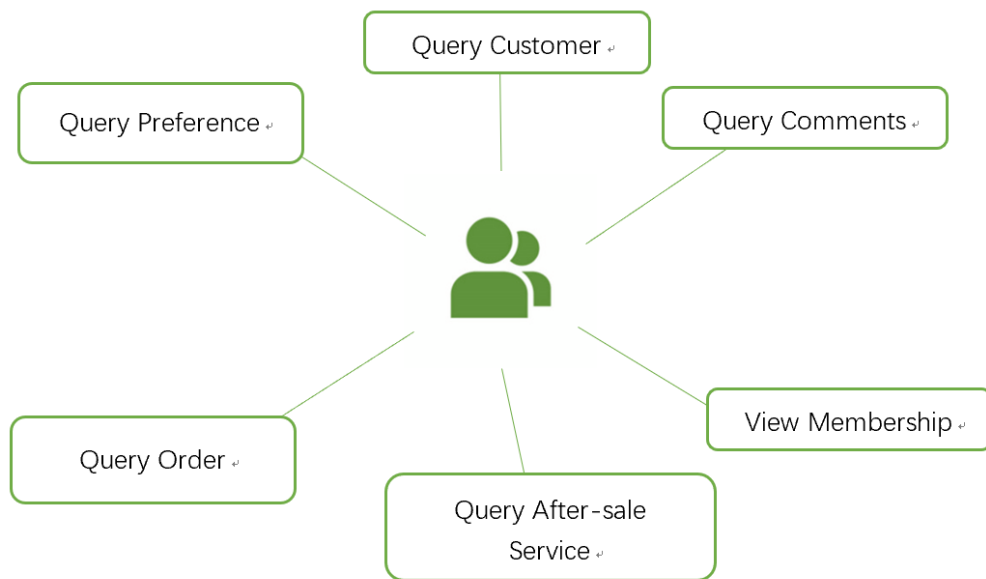 Query Customer
Query Preference
Query Comments
View Membership
Query Order
Query After-sale
Service